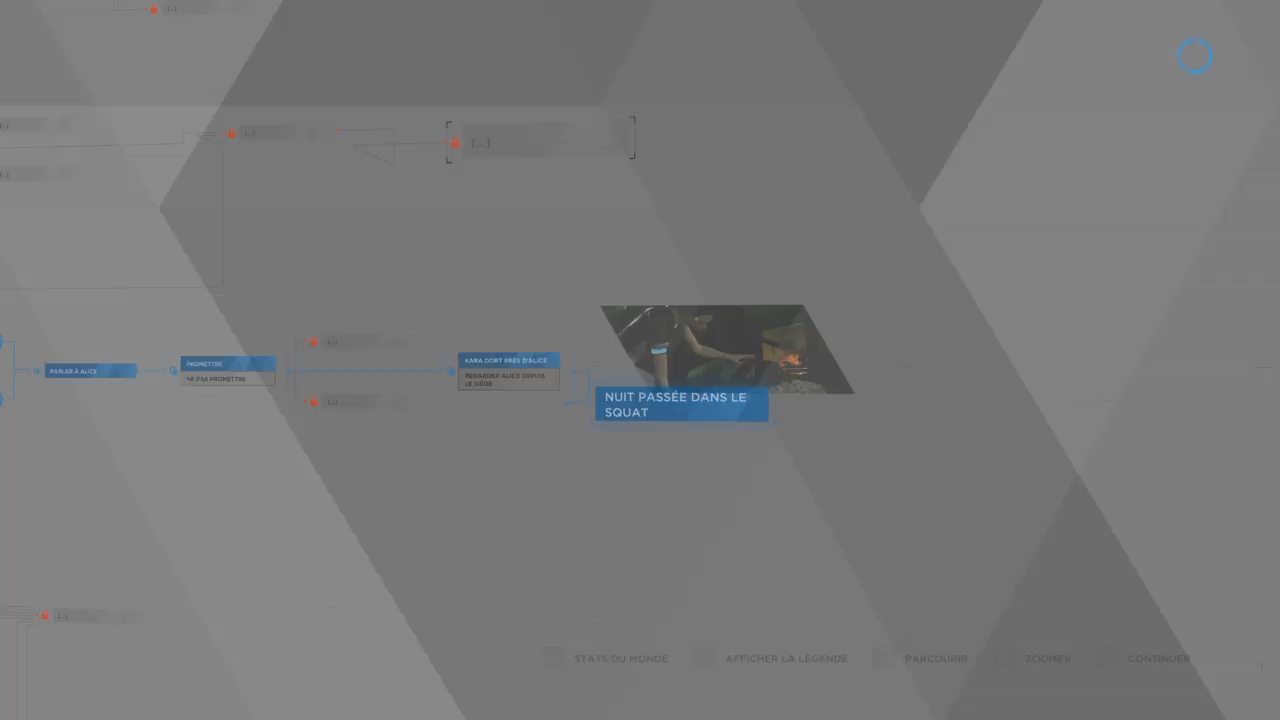 PARLER À ALICE
PROMETTRE
NE PAS PROMETTRE
KARA DORT PRÈS D'ALICE
REGARDER ALICE DEPUIS
LE SIÈGE
NUIT PASSÉE DANS LE
SQUAT
STATS DU MONDE
AFFICHER LA LÉGENDE
PARCOURIR
ZOOMER
CONTINUER